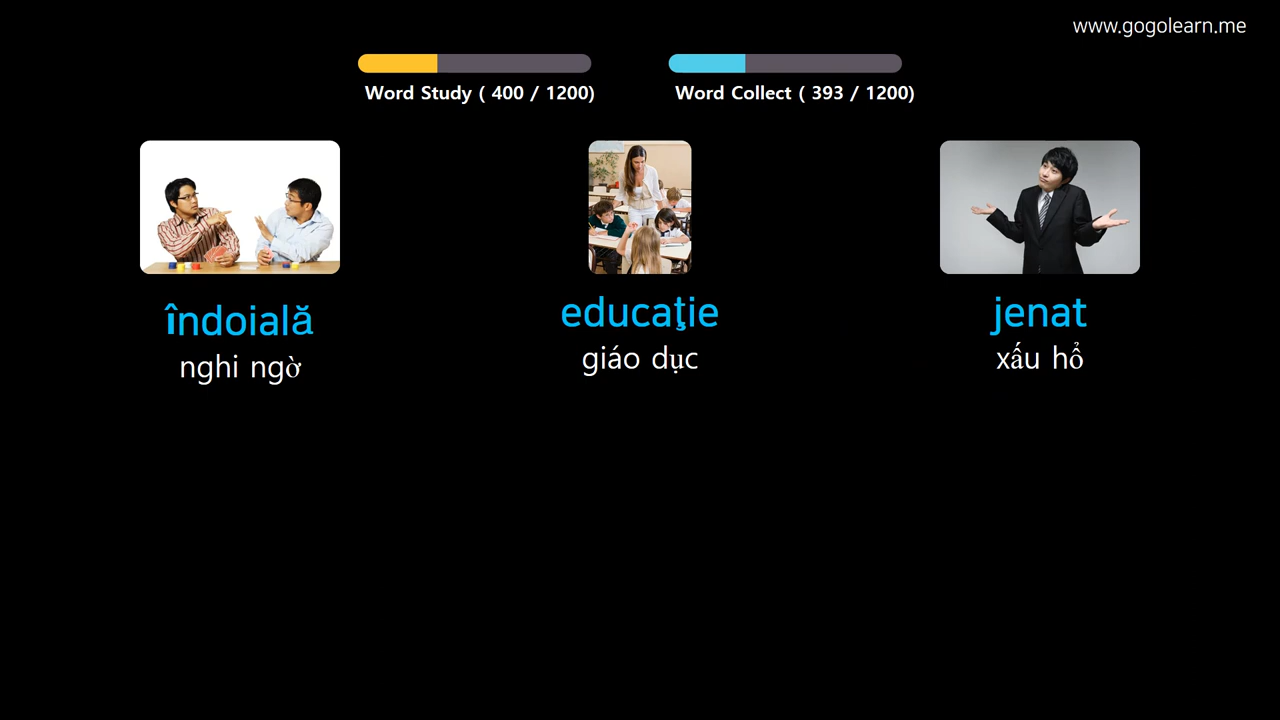 www.gogolearn.me
Word Study ( 400 / 1200)
Word Collect ( 393 / 1200)
îndoială
nghi ngờ
educaţie
giáo dục
jenat
xấu hổ